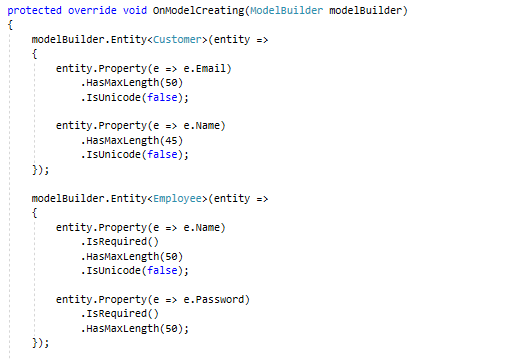 protected override void OnModelCreating(ModelBuilder modelBuilder)
{
modelBuilder.Entity<Customer>(entity =>
{
entity.Property(e => e.Email)
.HasMaxLength(50)
.IsUnicode(false);
entity.Property(e => e.Name)
.HasMaxLength(45)
.IsUnicode(false);
});
modelBuilder.Entity<Employee>(entity =>
{
entity.Property(e => e.Name)
.IsRequired()
.HasMaxLength(50)
.IsUnicode(false);
entity.Property(e => e.Password)
.IsRequired()
.HasMaxLength(50);
});